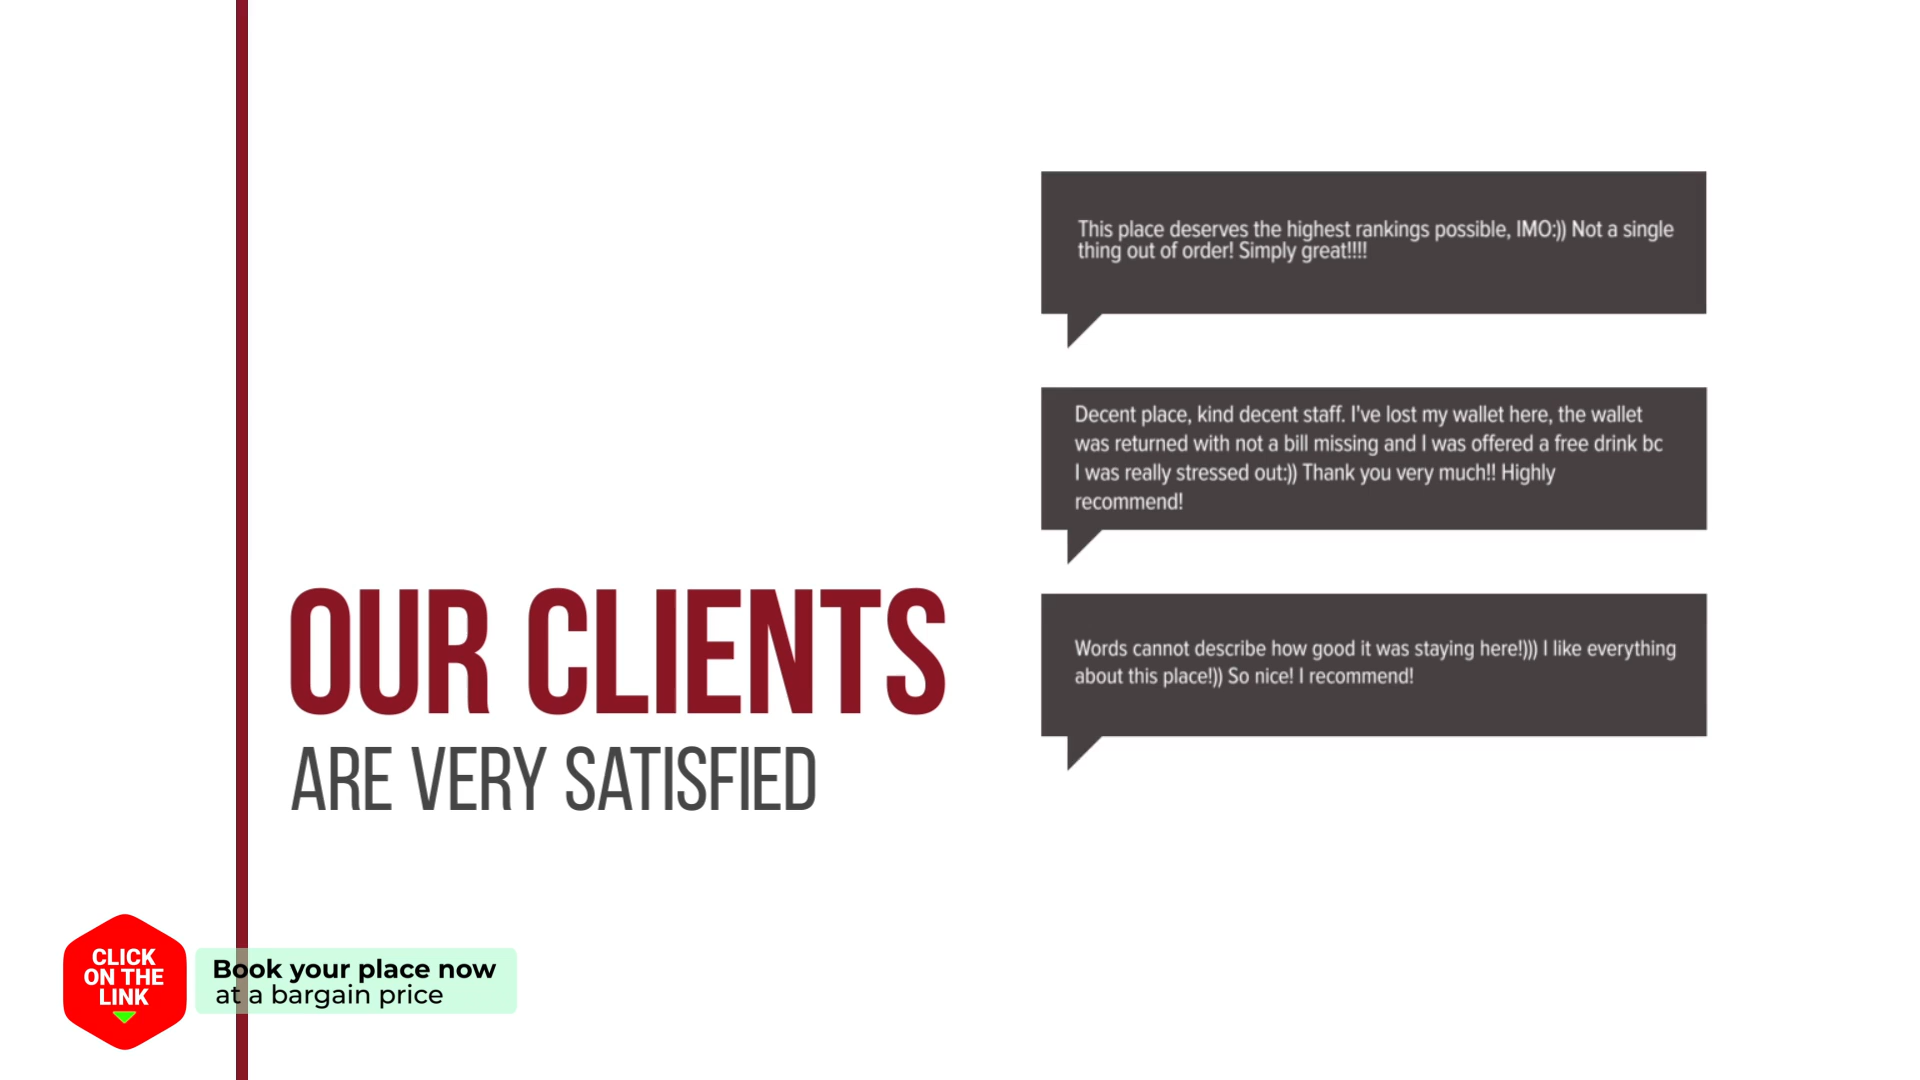 This place deserves the highest rankings possible, IMO:)) Not a single
thing out of order! Simply great!!!!
Decent place, kind decent staff. I've lost my wallet here, the wallet
was returned with not a bill missing and I was offered a free drink bc
I was really stressed out:)) Thank you very much!! Highly
recommend!
Words cannot describe how good it was staying here!))) I like everything
about this place!)) So nice! I recommend!
OUR CLIENTS
ARE VERY SATISFIED
CLICK
ON THE
LINK
Book your place now
at a bargain price